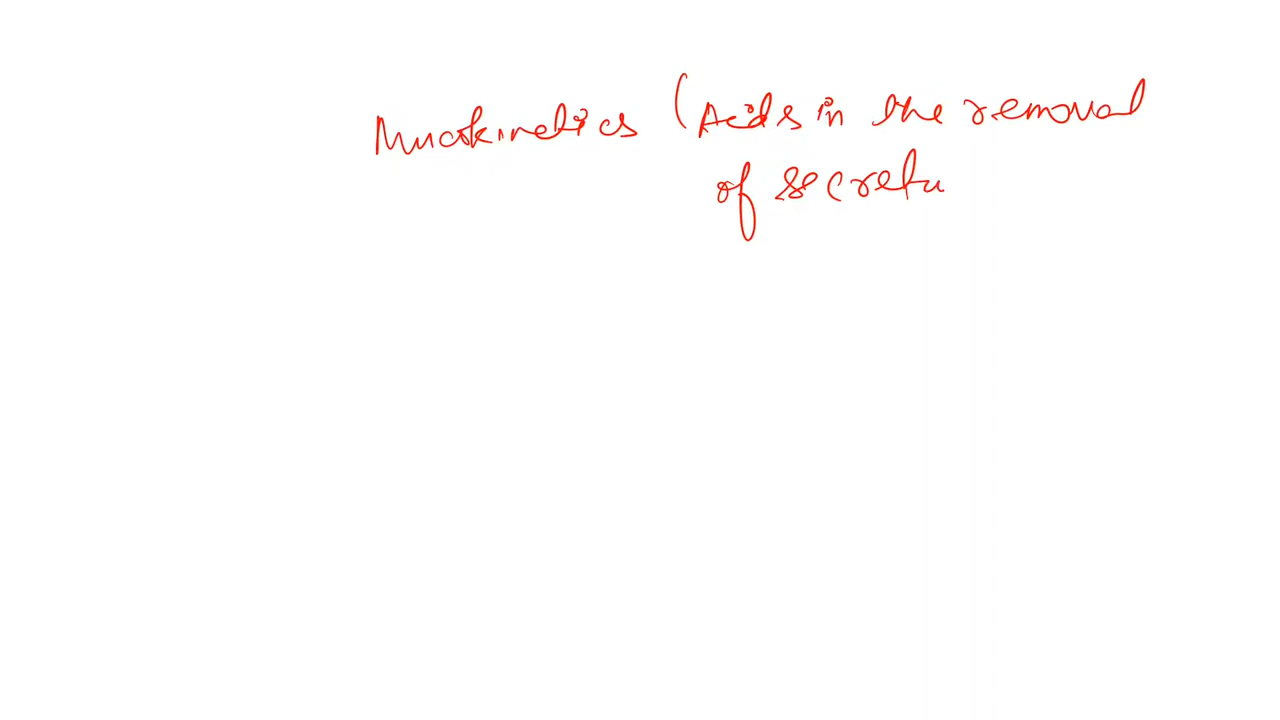 Mucokinetics (Aids in the removal
of secretu